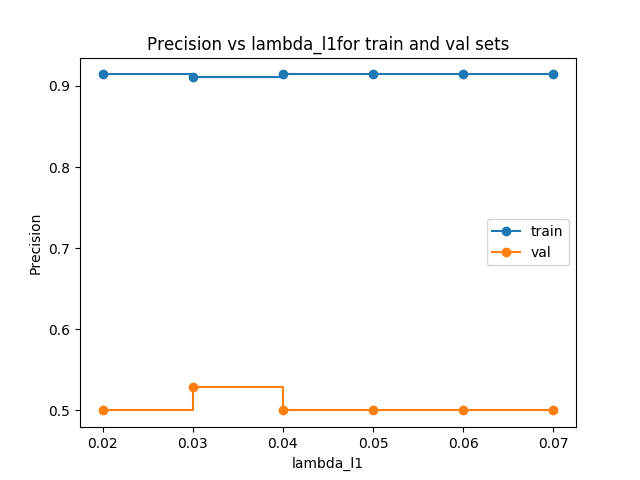 Precision vs lambda_l1for train and val sets
0.9
0.8
0.7
0.6
0.5
Precision
train
val
0.02 0.03 0.04 0.05 0.06 0.07
lambda_l1